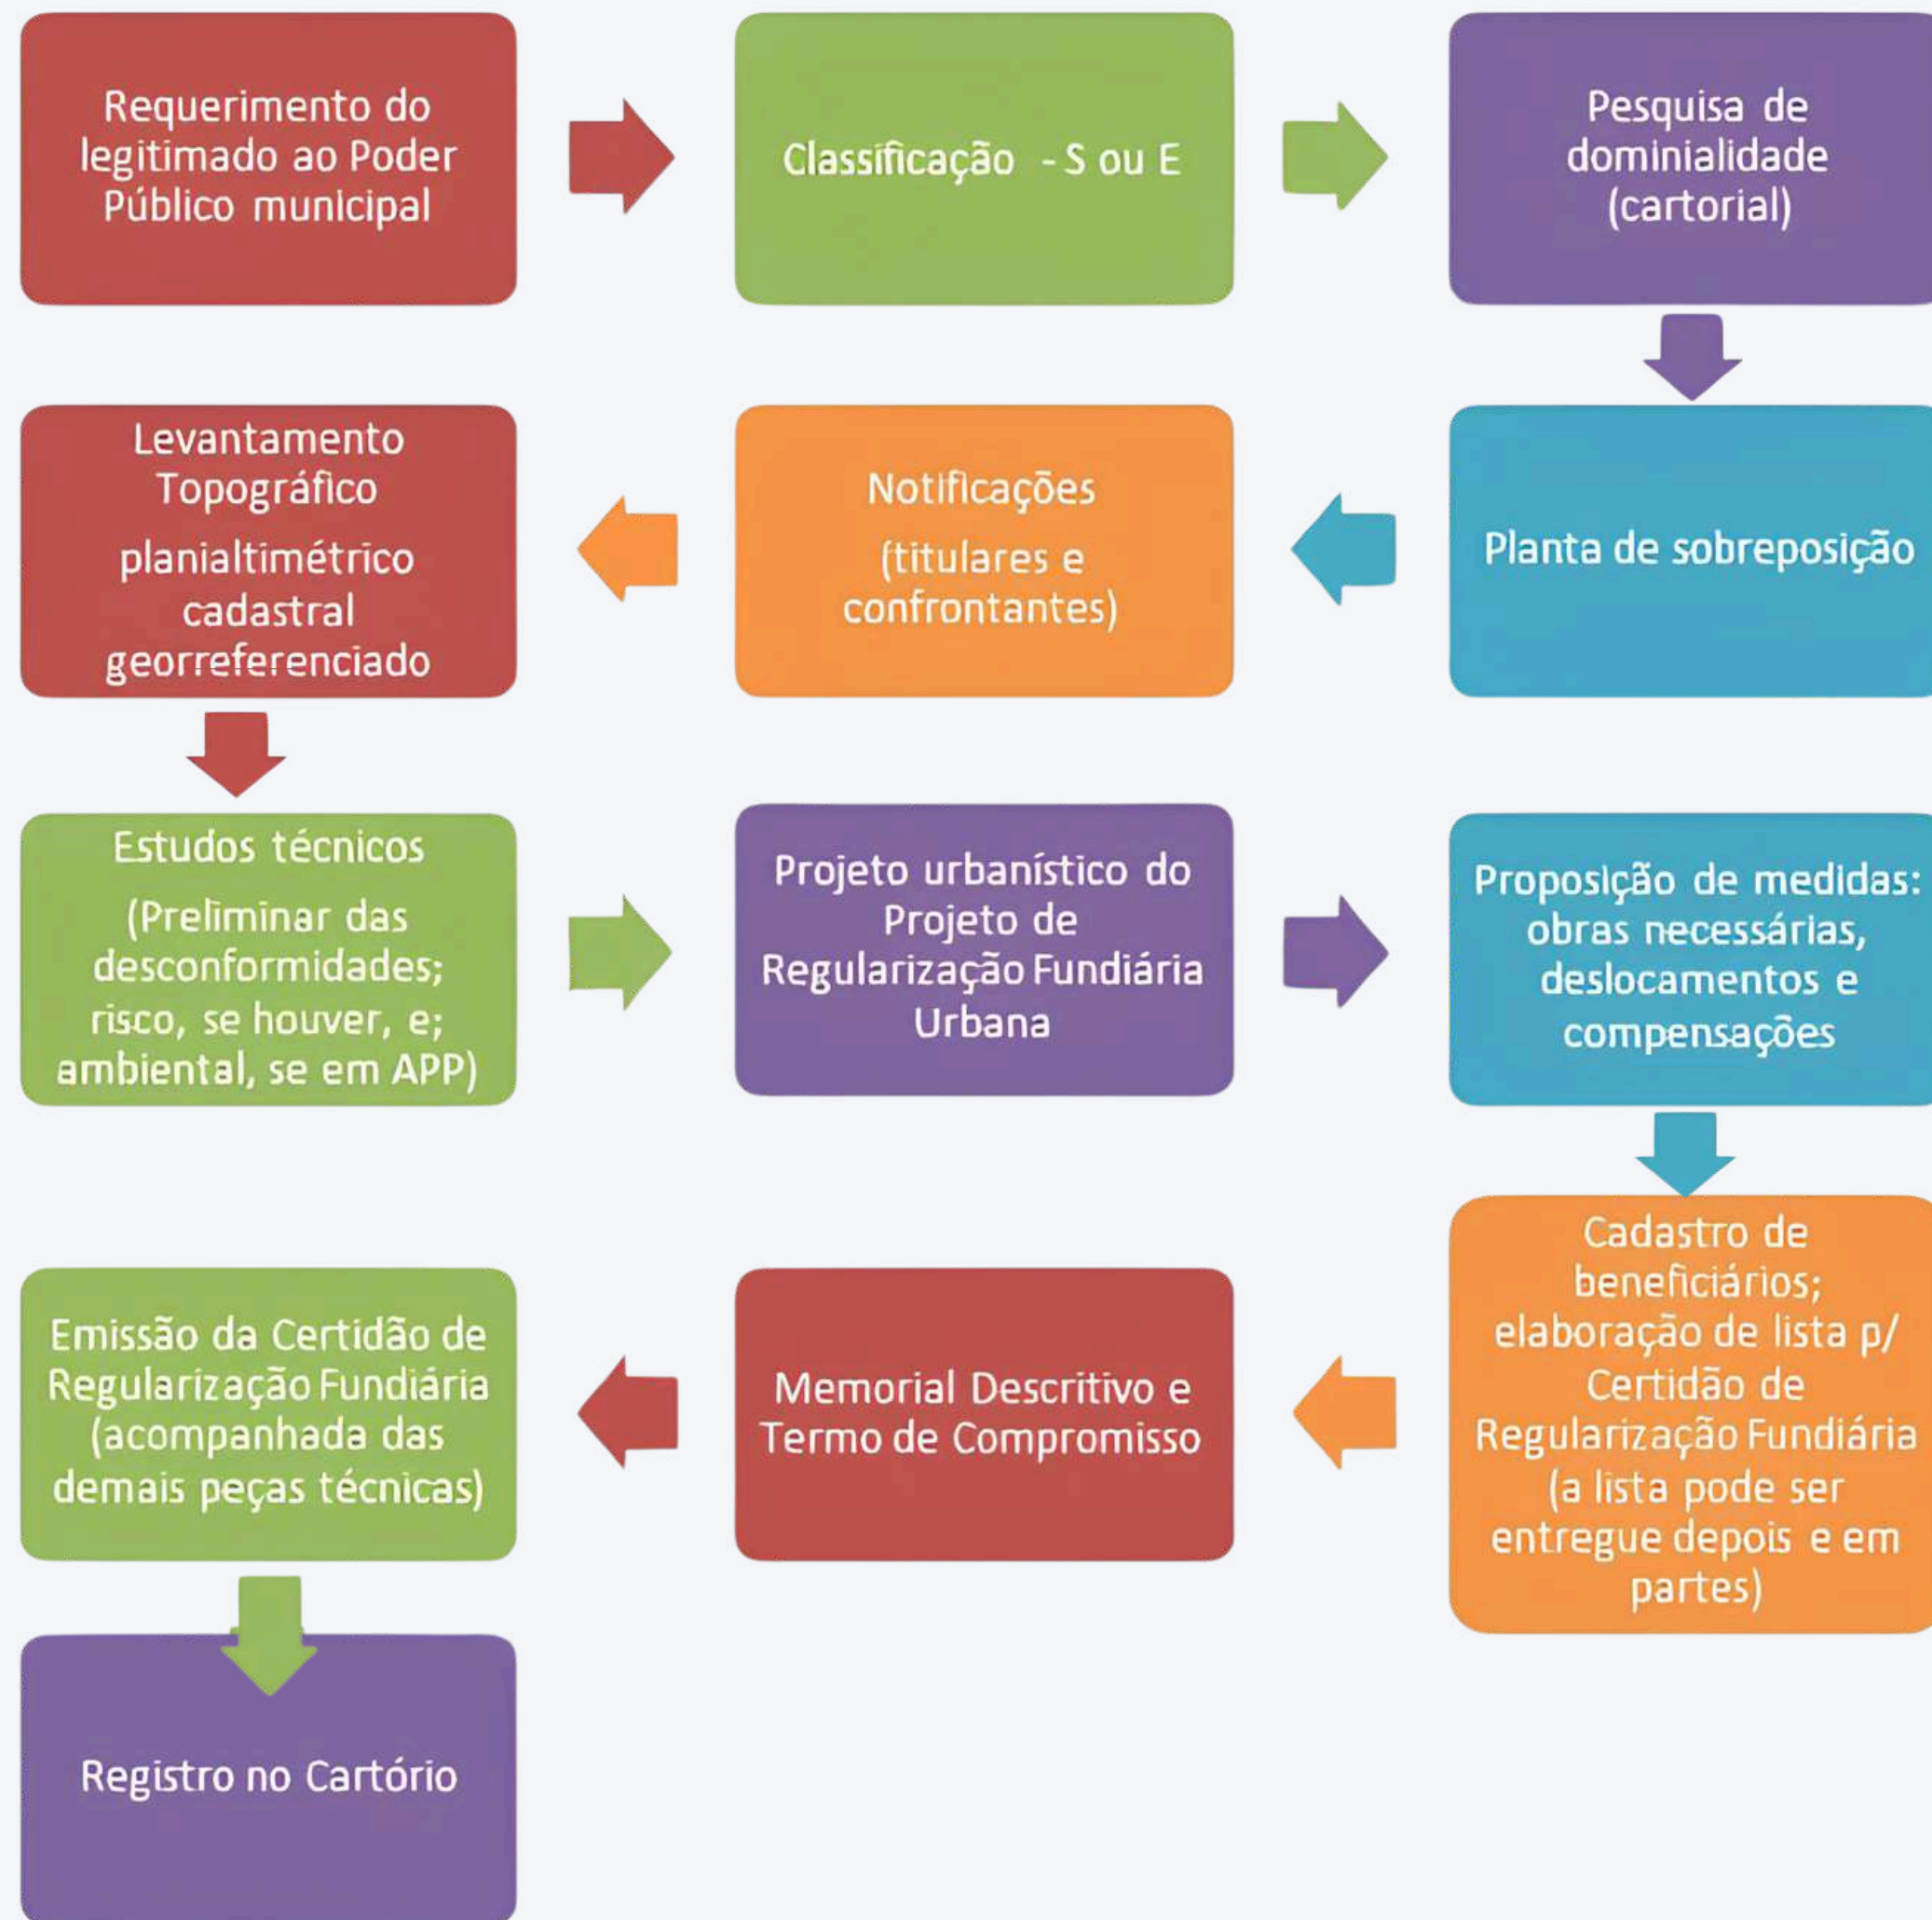 Requerimento do
legitimado ao Poder
Público municipal
Classificação - S ou E
Pesquisa de
dominialidade
(cartorial)
Planta de sobreposição
Notificações
(titulares e
confrontantes)
Levantamento
Topográfico
planialtimétrico
cadastral
georreferenciado
Estudos técnicos
(Preliminar das
desconformidades;
risco, se houver, e;
ambiental, se em APP)
Projeto urbanístico do
Projeto de
Regularização Fundiária
Urbana
Proposição de medidas:
obras necessárias,
deslocamentos e
compensações
Cadastro de
beneficiários;
elaboração de lista p/
Certidão de
Regularização Fundiária
(a lista pode ser
entregue depois e em
partes)
Memorial Descritivo e
Termo de Compromisso
Emissão da Certidão de
Regularização Fundiária
(acompanhada das
demais peças técnicas)
Registro no Cartório